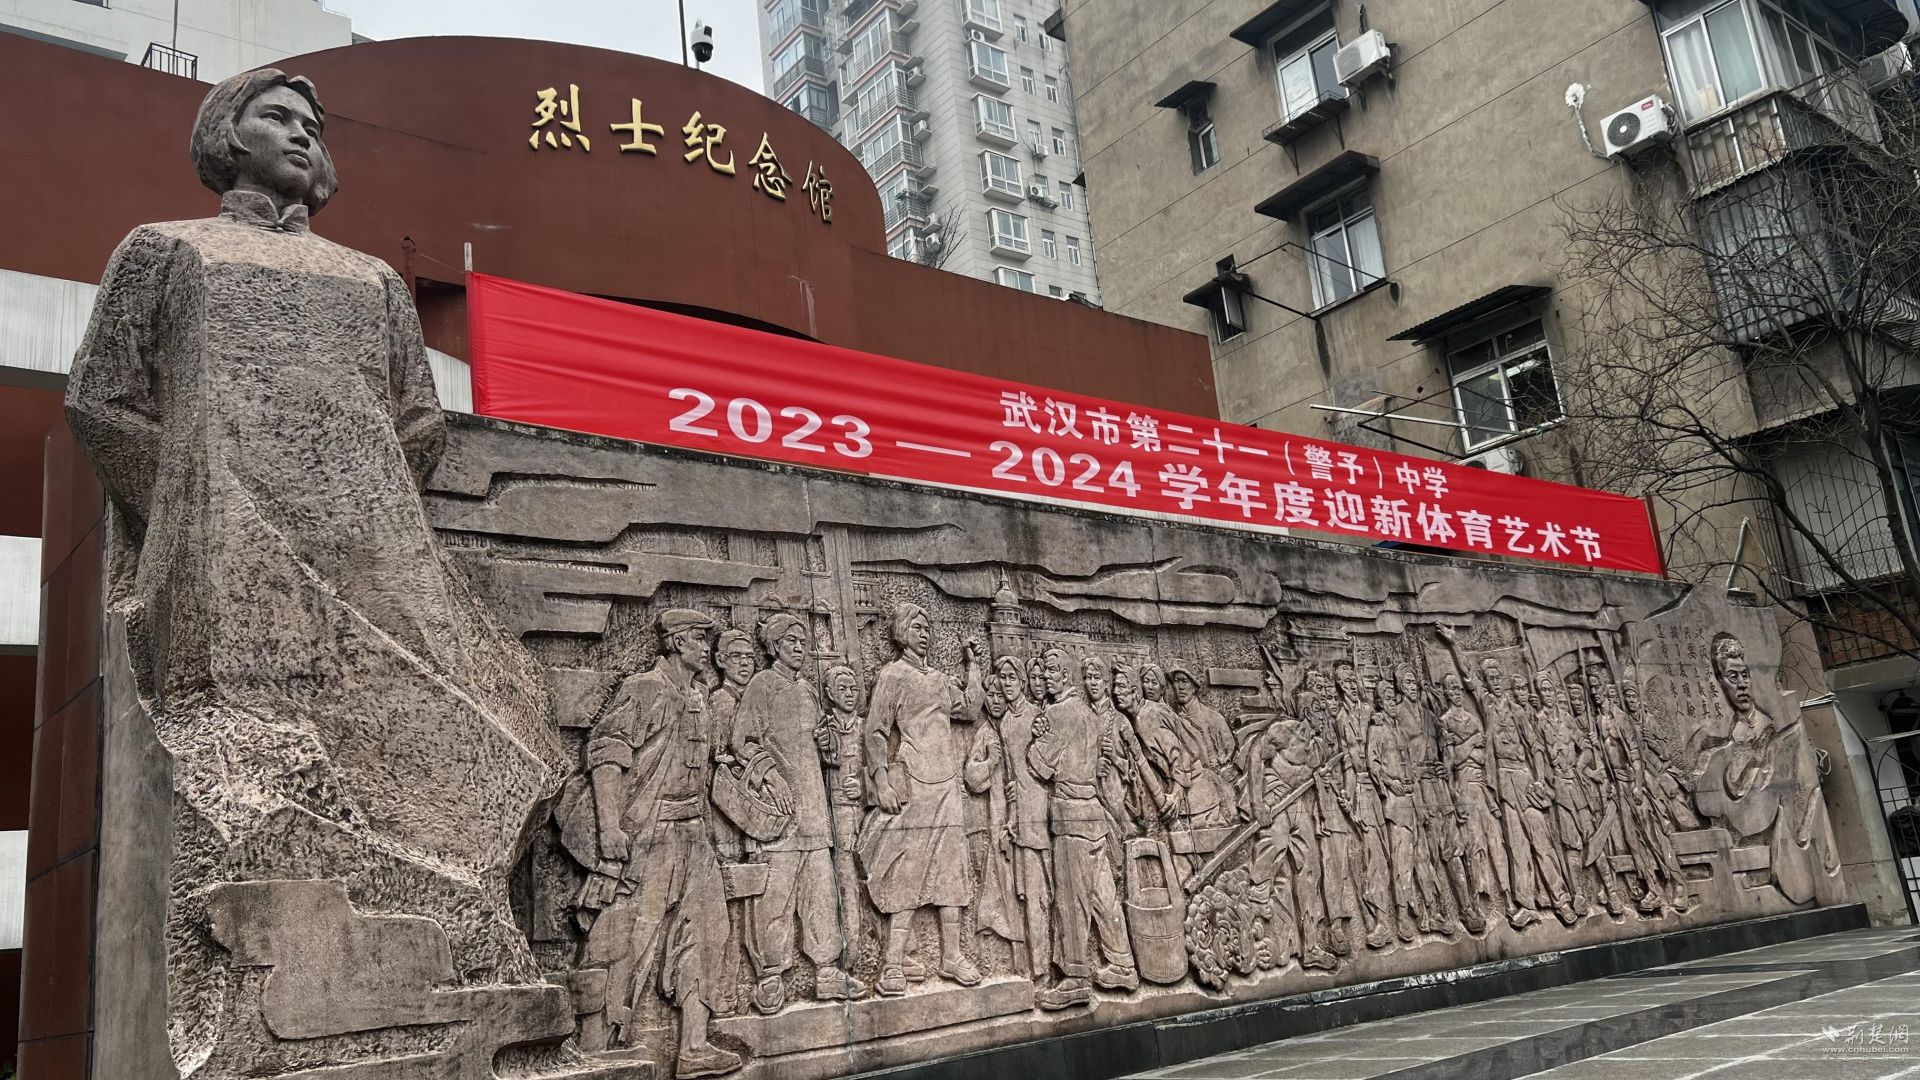 烈士纪念馆
武汉市第二十一（警予）中学
2023 — 2024 学年度迎新体育艺术节
荆楚網
www.cnhubei.com